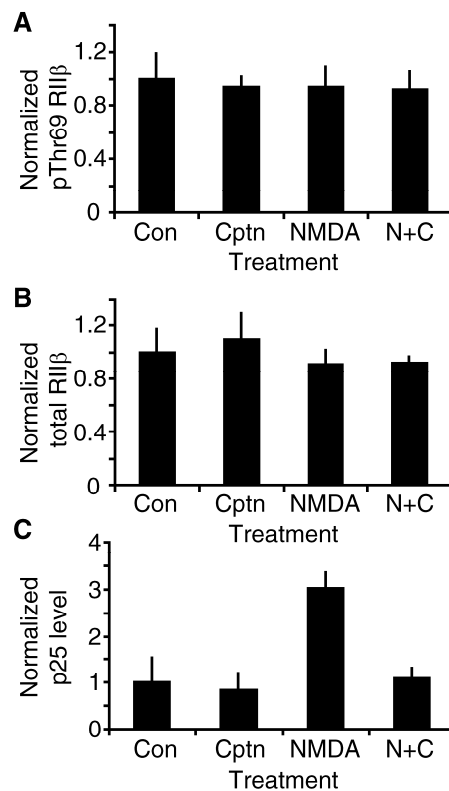 A
Normalized
pThr69 RIIβ
1.2
0.8
0.4
0
Con Cptn NMDA N+C
Treatment
B
Normalized
total RIIβ
1.2
0.8
0.4
0
Con Cptn NMDA N+C
Treatment
C
Normalized
p25 level
4
3
2
1
0
Con Cptn NMDA N+C
Treatment